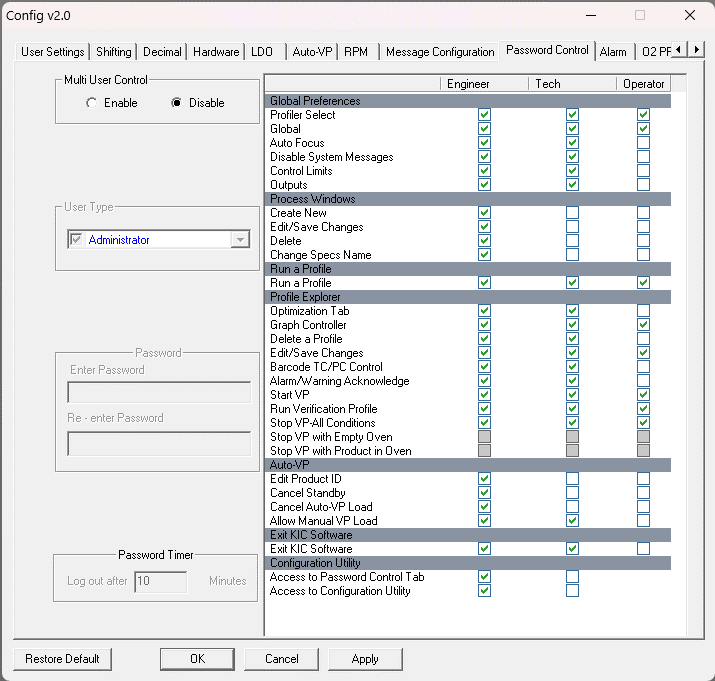 Config v2.0
User Settings Shifting Decimal Hardware LDO Auto-VP RPM Message Configuration Password Control Alarm O2 PF
Multi User Control
Enable Disable
User Type
Administrator
Password
Enter Password
Re - enter Password
Password Timer
Log out after 10 Minutes
Engineer Tech Operator
Global Preferences
Profiler Select
Global
Auto Focus
Disable System Messages
Control Limits
Outputs
Process Windows
Create New
Edit/Save Changes
Delete
Change Specs Name
Run a Profile
Run a Profile
Profile Explorer
Optimization Tab
Graph Controller
Delete a Profile
Edit/Save Changes
Barcode TC/PC Control
Alarm/Warning Acknowledge
Start VP
Run Verification Profile
Stop VP-All Conditions
Stop VP with Empty Oven
Stop VP with Product in Oven
Auto-VP
Edit Product ID
Cancel Standby
Cancel Auto-VP Load
Allow Manual VP Load
Exit KIC Software
Exit KIC Software
Configuration Utility
Access to Password Control Tab
Access to Configuration Utility
Restore Default OK Cancel Apply